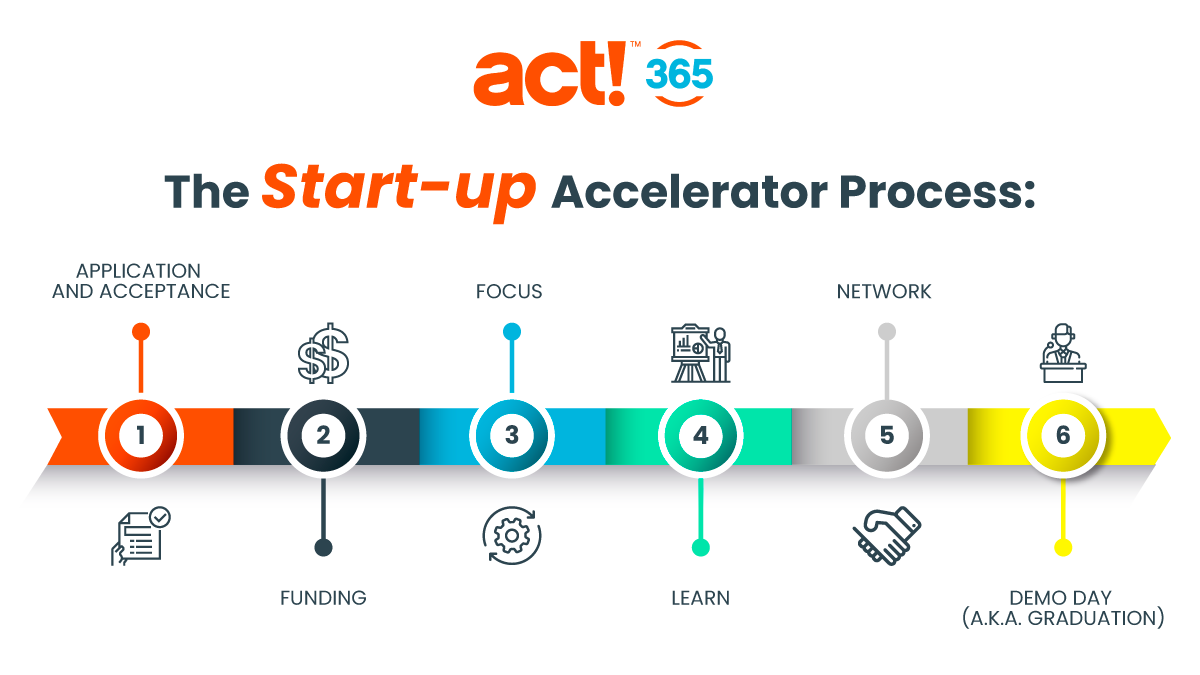 act!™ 365
The Start-up Accelerator Process:
APPLICATION
AND ACCEPTANCE
FOCUS
NETWORK
$$
1
2
3
4
5
6
FUNDING
LEARN
DEMO DAY
(A.K.A. GRADUATION)